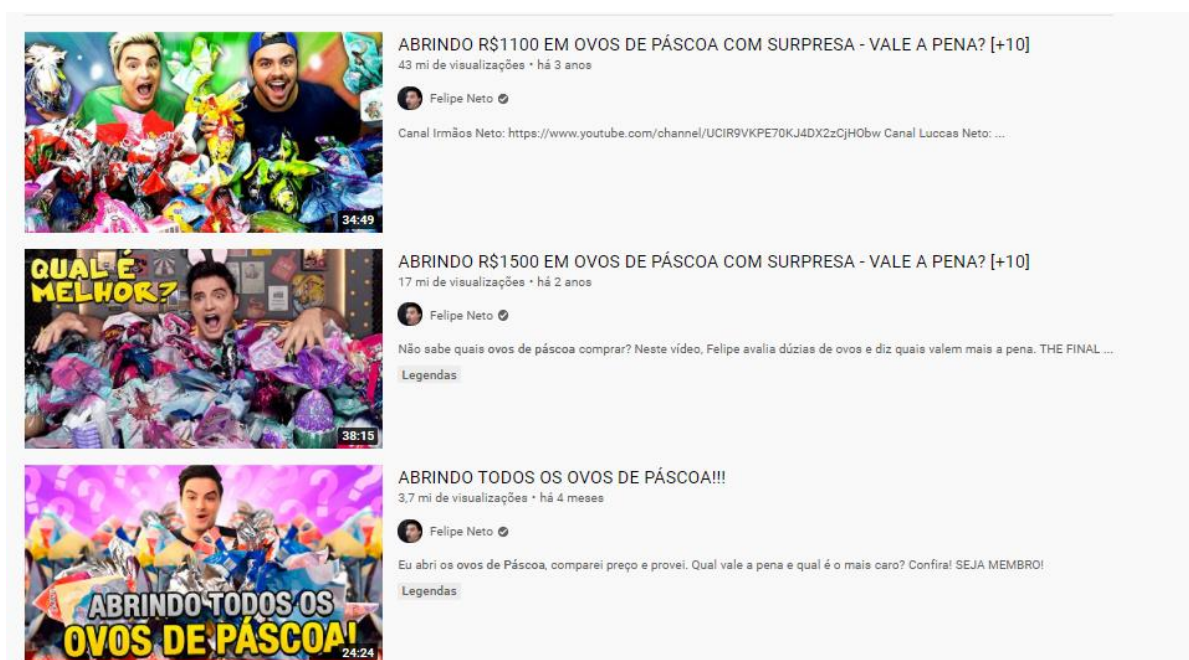 ABRINDO R$1100 EM OVOS DE PÁSCOA COM SURPRESA - VALE A PENA? [+10]
43 mi de visualizações • há 3 anos
Felipe Neto
Canal Irmãos Neto: https://www.youtube.com/channel/UCIR9VKPE70KJ4DX2zCjHObw Canal Luccas Neto: ...
34:49
QUAL É
MELHOR?
38:15
ABRINDO R$1500 EM OVOS DE PÁSCOA COM SURPRESA - VALE A PENA? [+10]
17 mi de visualizações • há 2 anos
Felipe Neto
Não sabe quais ovos de páscoa comprar? Neste vídeo, Felipe avalia dúzias de ovos e diz quais valem mais a pena. THE FINAL ...
Legendas
ABRINDO TODOS OS
OVOS DE PÁSCOA!
24:24
ABRINDO TODOS OS OVOS DE PÁSCOA!!!
3,7 mi de visualizações • há 4 meses
Felipe Neto
Eu abri os ovos de Páscoa, comparei preço e provei. Qual vale a pena e qual é o mais caro? Confira! SEJA MEMBRO!
Legendas